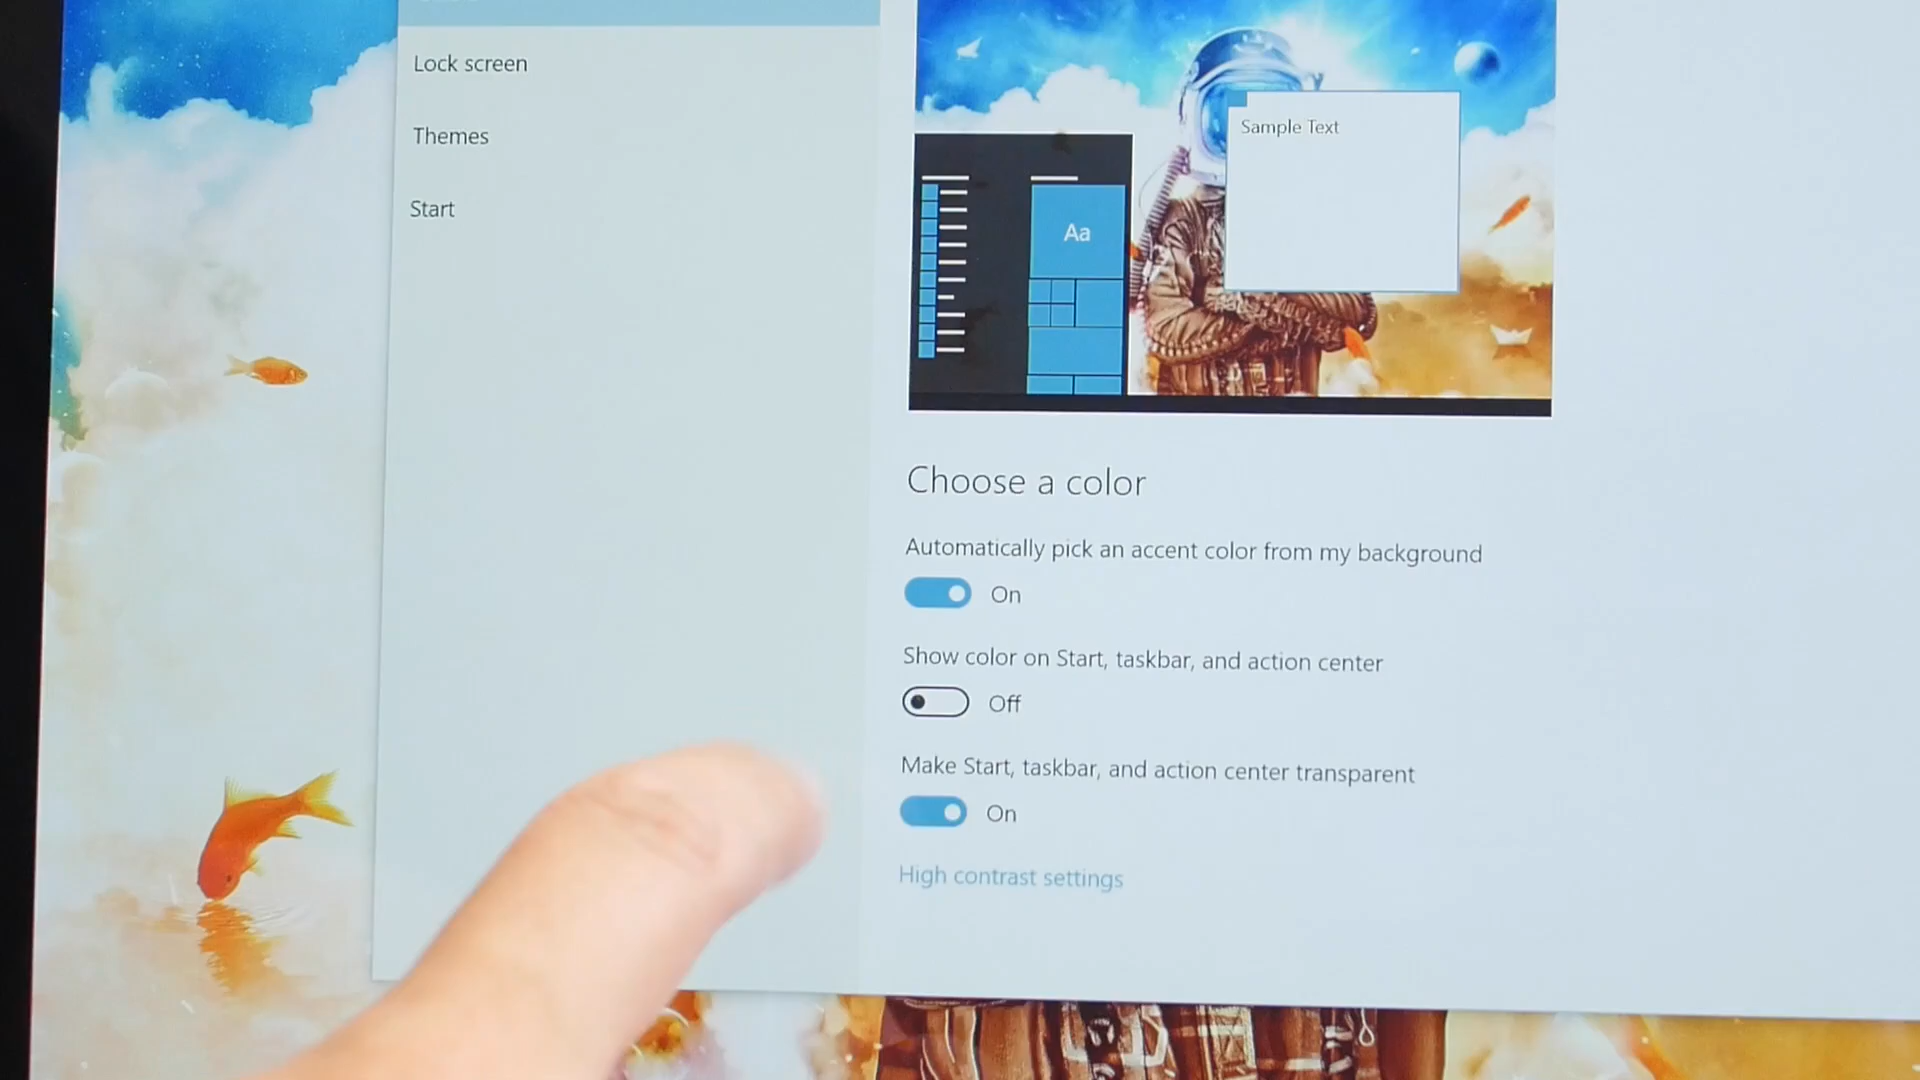 Lock screen
Themes
Start
Sample Text
Aa
Choose a color
Automatically pick an accent color from my background
On
Show color on Start, taskbar, and action center
Off
Make Start, taskbar, and action center transparent
On
High contrast settings